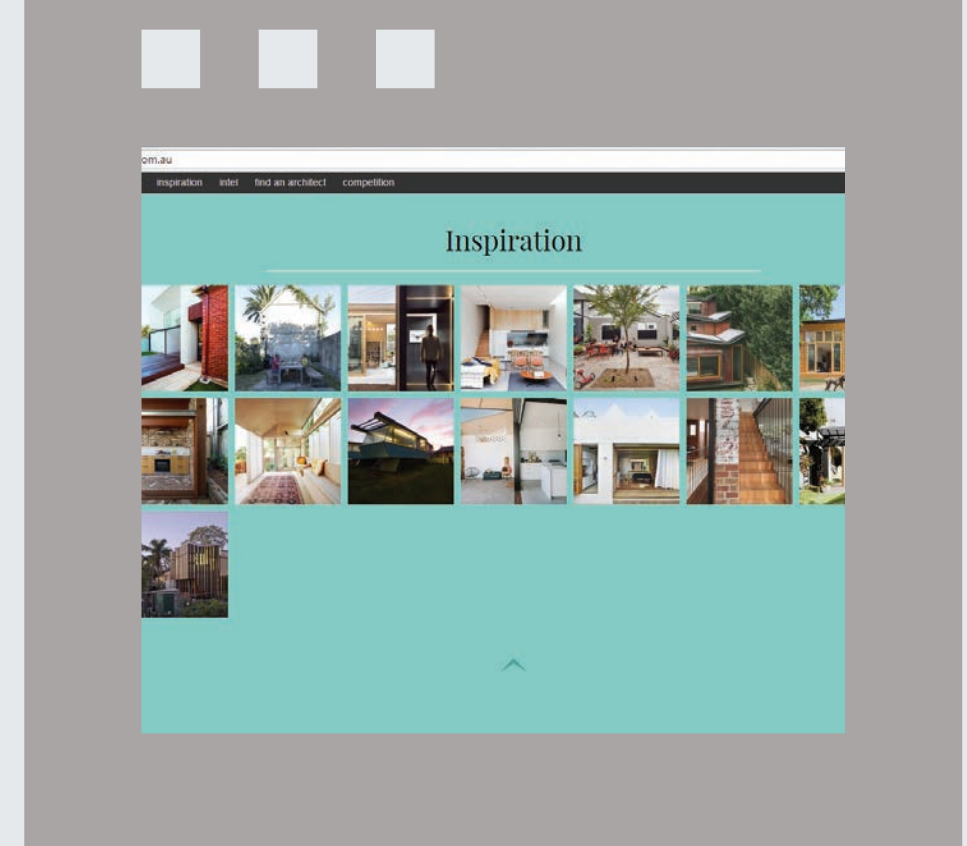 om.au
inspiration intel find an architect competition
Inspiration